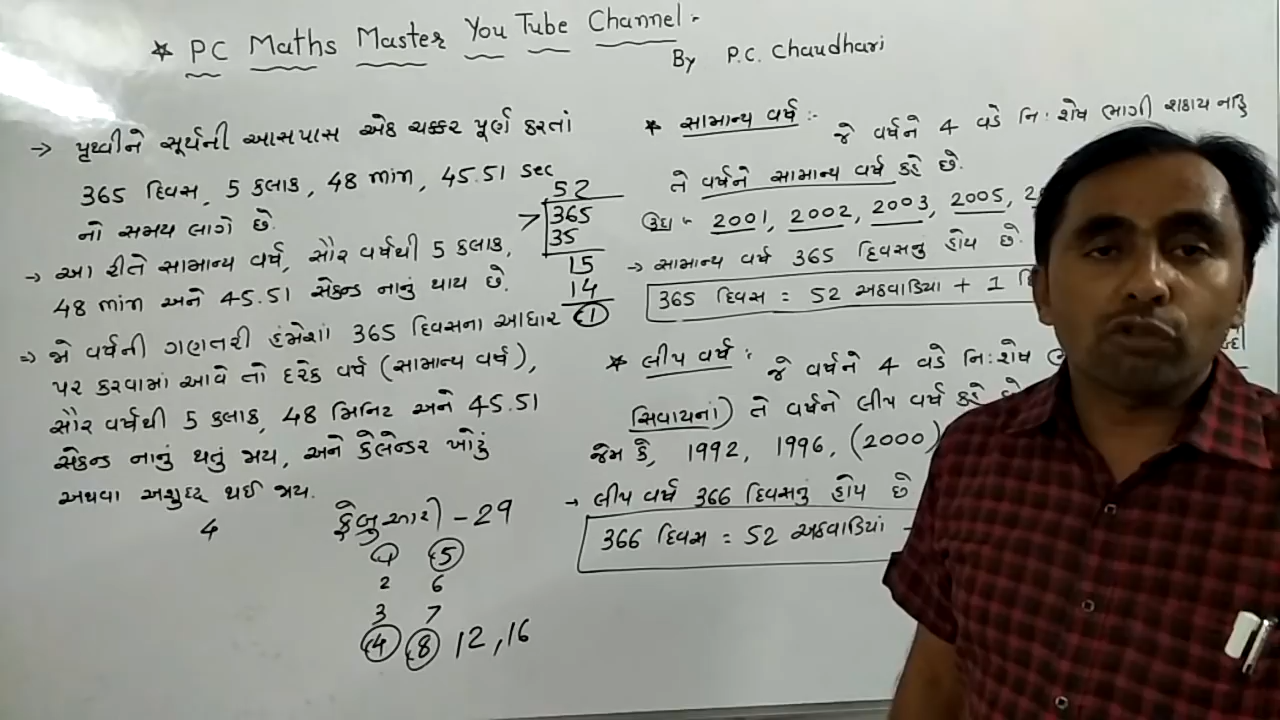 * PC Maths Master You Tube Channel.
By P.C. Chaudhari
→ પૃથ્વીને સૂર્યની આસપાસ એક ચક્કર પૂર્ણ કરતાં
365 દિવસ, 5 કલાક, 48 મીનીટ, 45.51 sec
નો સમય લાગે છે.
→ આ રીતે સામાન્ય વર્ષ, સૌર વર્ષથી 5 કલાક,
48 મીનીટ અને 45.51 સેકન્ડ નાનું થાય છે.
→ જો વર્ષની ગણતરી હંમેશાં 365 દિવસના આધાર
પર કરવામાં આવે તો દરેક વર્ષ (સામાન્ય વર્ષ),
સૌર વર્ષથી 5 કલાક, 48 મિનિટ અને 45.51
સેકન્ડ નાનું થતું જાય, અને કેલેન્ડર ખોટું
અથવા અશુદ્ધ થઈ જાય.
52
7 365
35
15
14
1
4
ફેબ્રુઆરી - 29
1 5
2 6
3 7
4 8 12, 16
* સામાન્ય વર્ષ :-
જે વર્ષને 4 વડે નિ:શેષ ભાગી શકાય નહિ
તે વર્ષને સામાન્ય વર્ષ કહે છે.
ઉદા :- 2001, 2002, 2003, 2005,
→ સામાન્ય વર્ષ 365 દિવસનું હોય છે.
365 દિવસ = 52 અઠવાડિયા + 1
* લીપ વર્ષ :
જે વર્ષને 4 વડે નિ:શેષ
સિવાયનાં) તે વર્ષને લીપ વર્ષ કહે
જેમ કે, 1992, 1996, (2000)
→ લીપ વર્ષ 366 દિવસનું હોય છે
366 દિવસ = 52 અઠવાડિયાં